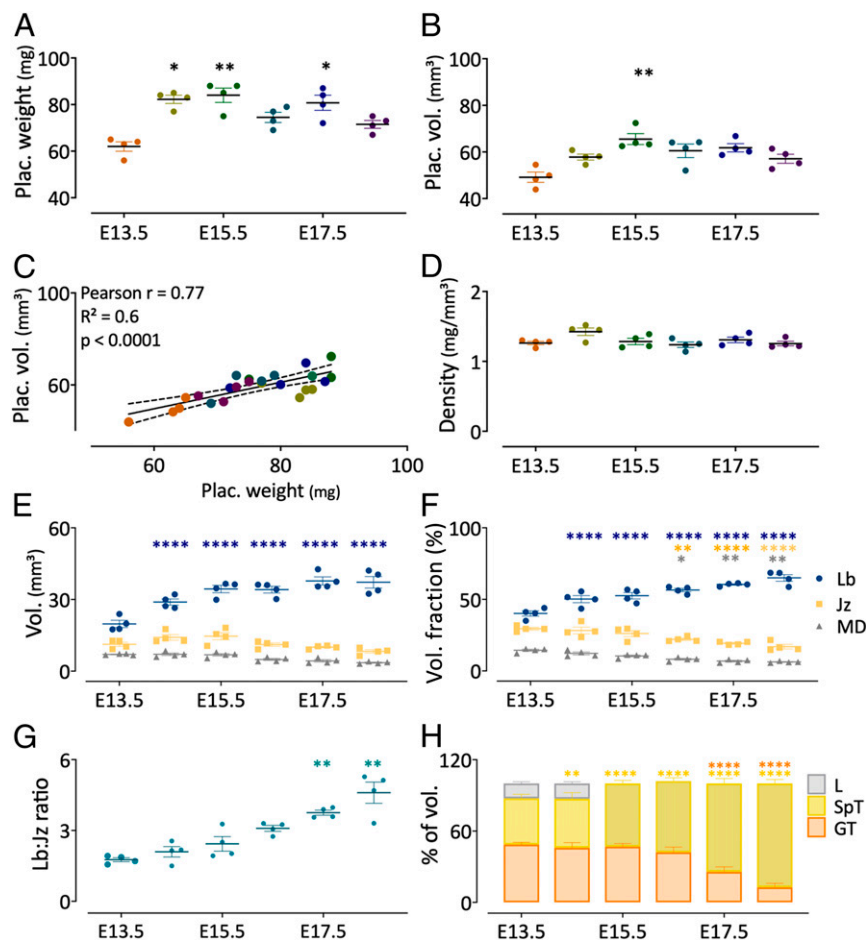 A
Plac. weight (mg)
100
80
60
40
* ** *
E13.5 E15.5 E17.5
B
Plac. vol. (mm³)
100
60
40
**
E13.5 E15.5 E17.5
C
Plac. vol. (mm³)
100
60
Pearson r = 0.77
R² = 0.6
p < 0.0001
60 80 100
Plac. weight (mg)
D
Density (mg/mm³)
2
1
0
E13.5 E15.5 E17.5
E
Vol. (mm³)
60
30
0
**** **** **** **** ****
E13.5 E15.5 E17.5
F
Vol. fraction (%)
100
50
0
**** **** **** **** ****
** **** ****
* ** **
E13.5 E15.5 E17.5
Lb
Jz
MD
G
Lb:Jz ratio
6
3
0
** **
E13.5 E15.5 E17.5
H
% of vol.
120
60
0
**** ****
** **** **** **** ****
E13.5 E15.5 E17.5
L
SpT
GT